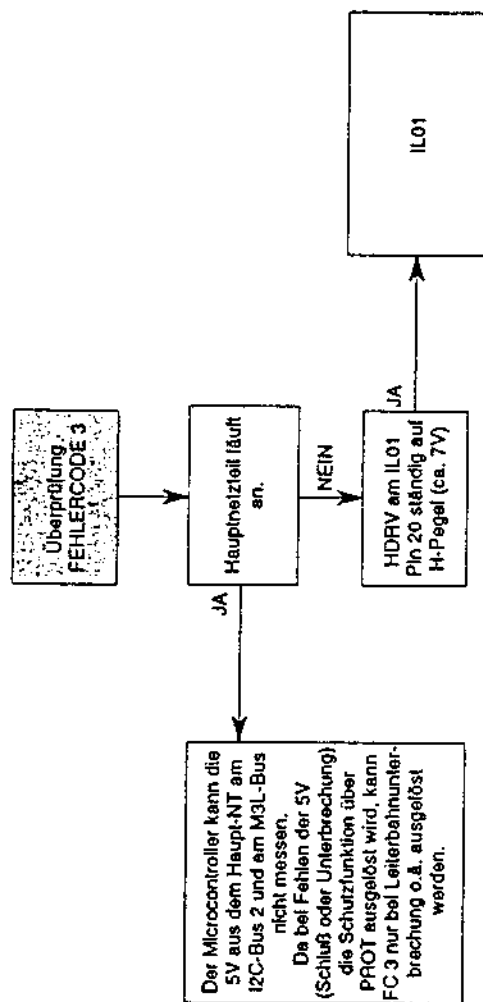 Überprüfung
FEHLERCODE 3
Hauptnetzteil läuft
an.
JA
Der Microcontroller kann die
5V aus dem Haupt-NT am
I2C-Bus 2 und am M3L-Bus
nicht messen.
Da bei Fehlen der 5V
(Schluß oder Unterbrechung)
die Schutzfunktion über
PROT ausgelöst wird, kann
FC 3 nur bei Leiterbahnunter-
brechung o.ä. ausgelöst
werden.
NEIN
HDRV am IL01
Pin 20 ständig auf
H-Pegel (ca. 7V)
JA
IL01